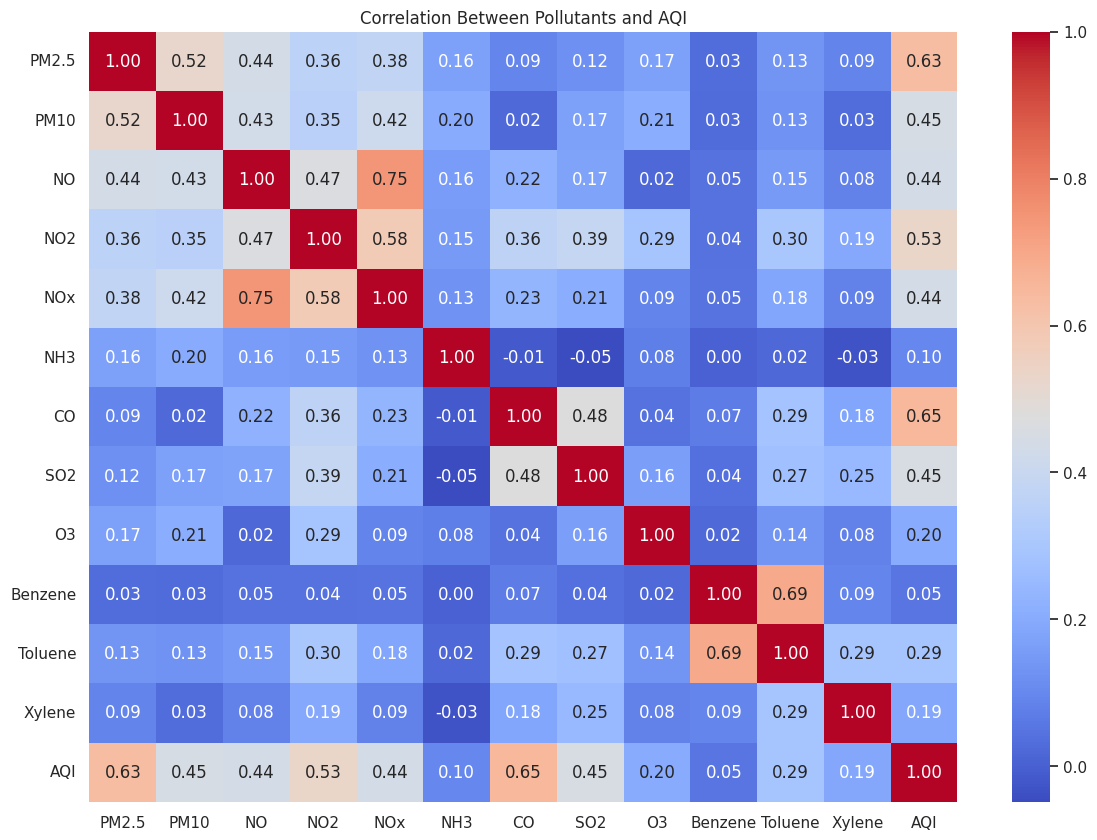 Correlation Between Pollutants and AQI
PM2.5 1.00 0.52 0.44 0.36 0.38 0.16 0.09 0.12 0.17 0.03 0.13 0.09 0.63
PM10 0.52 1.00 0.43 0.35 0.42 0.20 0.02 0.17 0.21 0.03 0.13 0.03 0.45
NO 0.44 0.43 1.00 0.47 0.75 0.16 0.22 0.17 0.02 0.05 0.15 0.08 0.44
NO2 0.36 0.35 0.47 1.00 0.58 0.15 0.36 0.39 0.29 0.04 0.30 0.19 0.53
NOx 0.38 0.42 0.75 0.58 1.00 0.13 0.23 0.21 0.09 0.05 0.18 0.09 0.44
NH3 0.16 0.20 0.16 0.15 0.13 1.00 -0.01 -0.05 0.08 0.00 0.02 -0.03 0.10
CO 0.09 0.02 0.22 0.36 0.23 -0.01 1.00 0.48 0.04 0.07 0.29 0.18 0.65
SO2 0.12 0.17 0.17 0.39 0.21 -0.05 0.48 1.00 0.16 0.04 0.27 0.25 0.45
O3 0.17 0.21 0.02 0.29 0.09 0.08 0.04 0.16 1.00 0.02 0.14 0.08 0.20
Benzene 0.03 0.03 0.05 0.04 0.05 0.00 0.07 0.04 0.02 1.00 0.69 0.09 0.05
Toluene 0.13 0.13 0.15 0.30 0.18 0.02 0.29 0.27 0.14 0.69 1.00 0.29 0.29
Xylene 0.09 0.03 0.08 0.19 0.09 -0.03 0.18 0.25 0.08 0.09 0.29 1.00 0.19
AQI 0.63 0.45 0.44 0.53 0.44 0.10 0.65 0.45 0.20 0.05 0.29 0.19 1.00
PM2.5 PM10 NO NO2 NOx NH3 CO SO2 O3 Benzene Toluene Xylene AQI
1.0
0.8
0.6
0.4
0.2
0.0